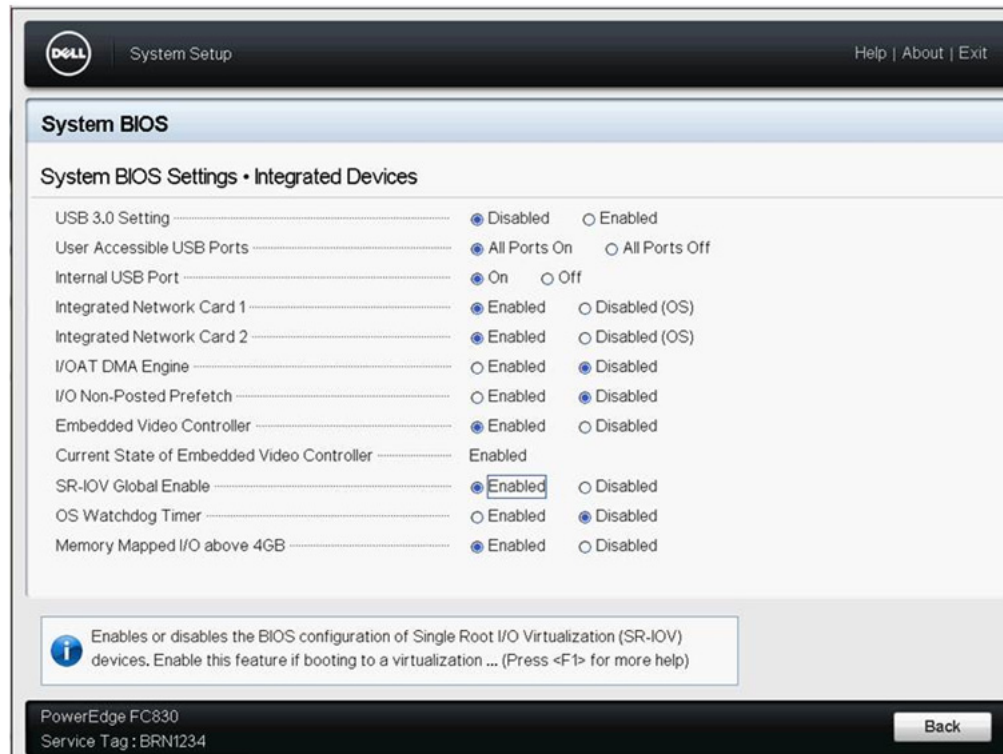 DELL System Setup Help | About | Exit
System BIOS
System BIOS Settings • Integrated Devices
USB 3.0 Setting Disabled Enabled
User Accessible USB Ports All Ports On All Ports Off
Internal USB Port On Off
Integrated Network Card 1 Enabled Disabled (OS)
Integrated Network Card 2 Enabled Disabled (OS)
I/OAT DMA Engine Enabled Disabled
I/O Non-Posted Prefetch Enabled Disabled
Embedded Video Controller Enabled Disabled
Current State of Embedded Video Controller Enabled
SR-IOV Global Enable Enabled Disabled
OS Watchdog Timer Enabled Disabled
Memory Mapped I/O above 4GB Enabled Disabled
Enables or disables the BIOS configuration of Single Root I/O Virtualization (SR-IOV)
devices. Enable this feature if booting to a virtualization ... (Press <F1> for more help)
PowerEdge FC830
Service Tag : BRN1234
Back